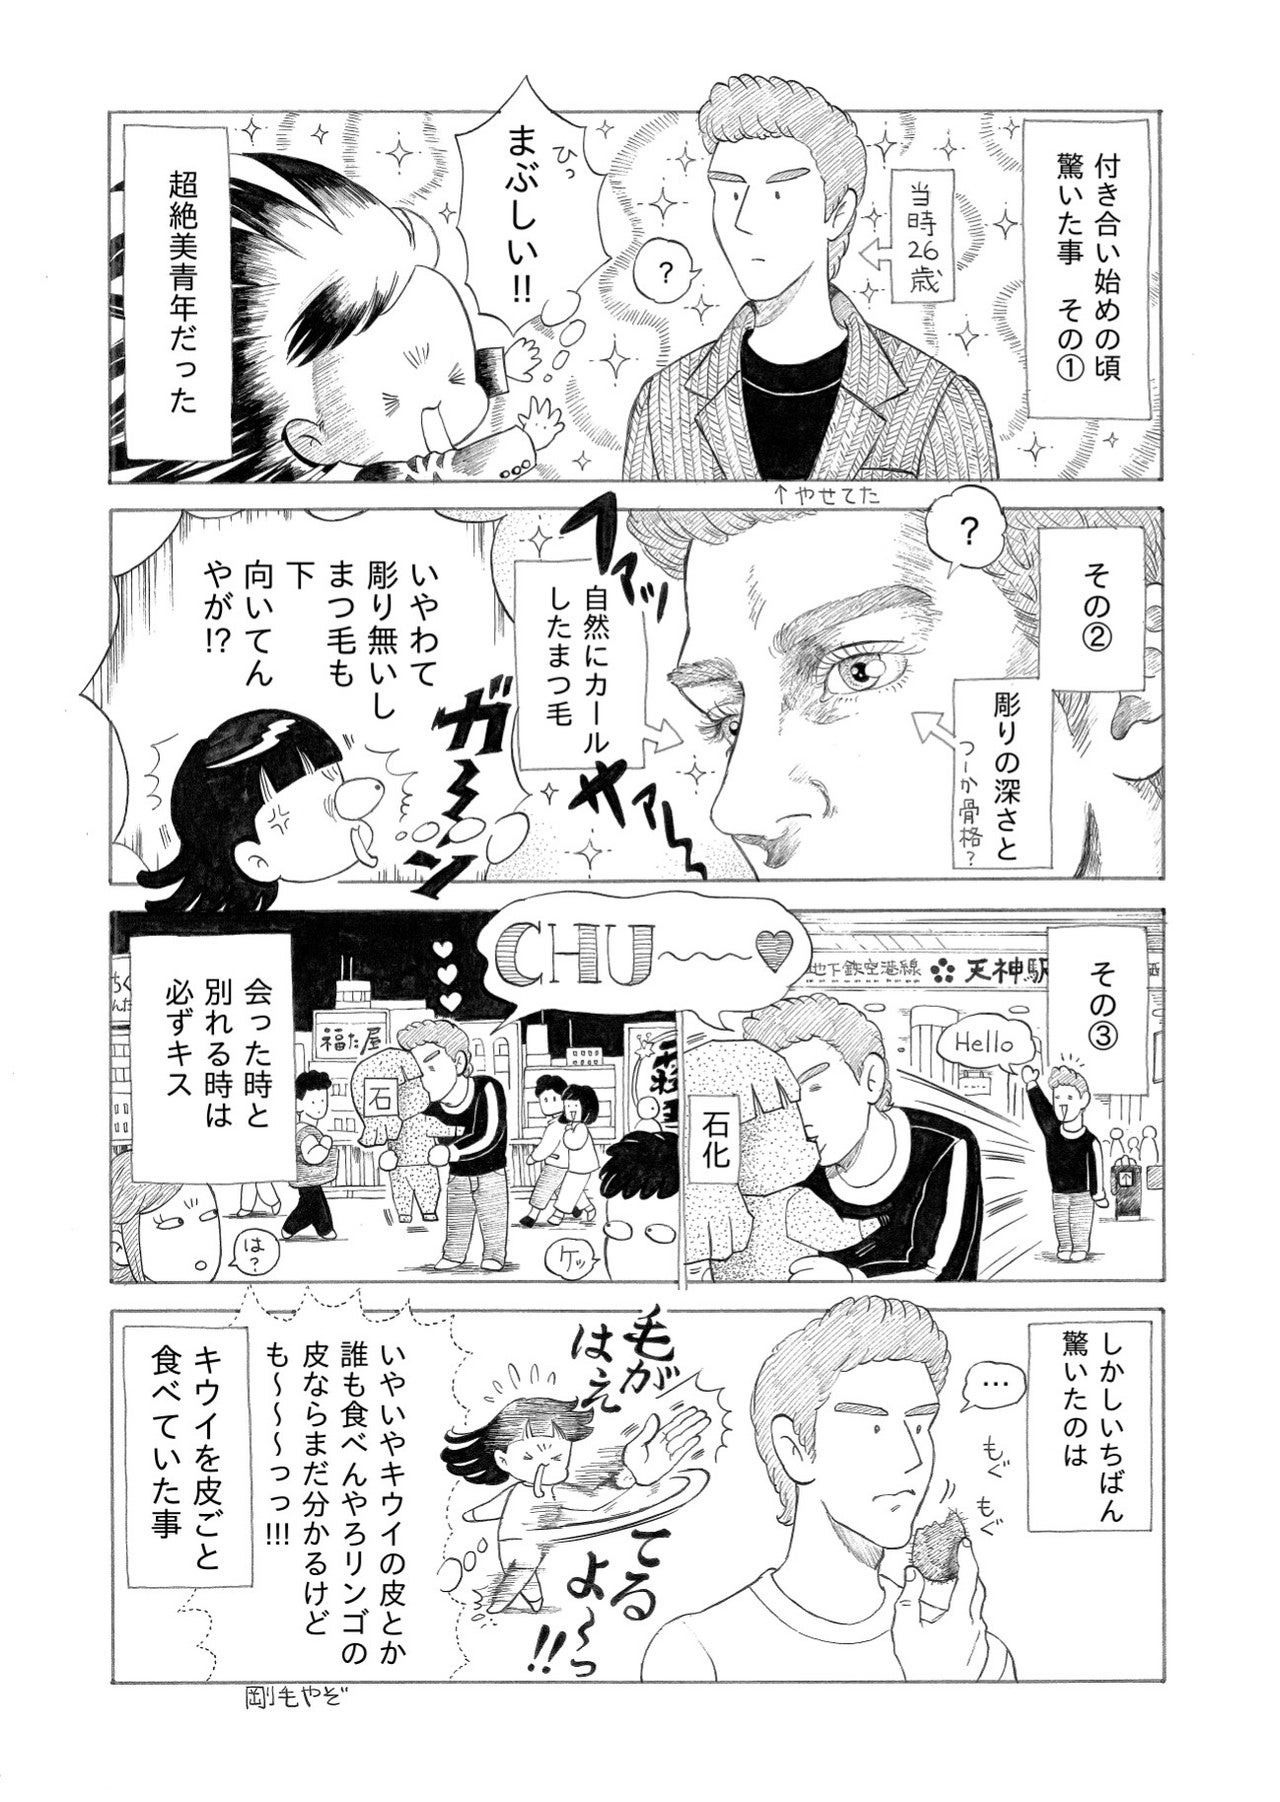 付き合い始めの頃
驚いた事　その①
当時26歳
?
ひっ
まぶしい!!
超絶美青年だった
↑やせてた
その②
?
彫りの深さと
つーか骨格?
ファサッ
自然にカール
したまつ毛
ふぁさァ〜
いやわて
彫り無いし
まつ毛も
下
向いてん
やが!?
ガ〜ン
その③
地下鉄空港線
天神駅
西
Hello
CHU〜〜♥
石化
福た屋
石
会った時と
別れる時は
必ずキス
は?
ケッ
しかしいちばん
驚いたのは
…
もぐ
もぐ
毛が
はえ
てる
よ〜っ
!!
いやいやキウイの皮とか
誰も食べんやろリンゴの
皮ならまだ分かるけど
も〜〜〜っっ!!!
キウイを皮ごと
食べていた事
剛毛やぞ